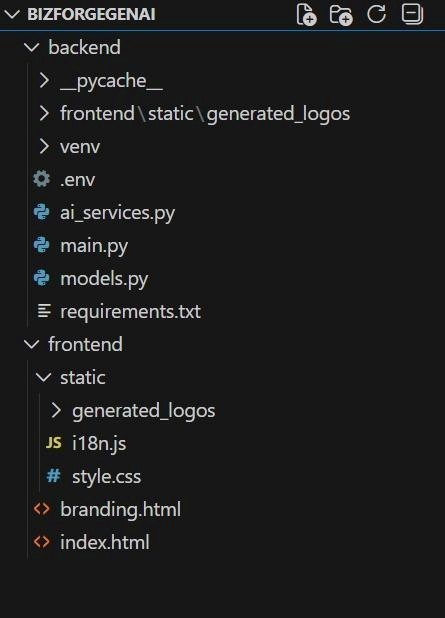 BIZFORGEGENAI
backend
__pycache__
frontend\static\generated_logos
venv
.env
ai_services.py
main.py
models.py
requirements.txt
frontend
static
generated_logos
JS i18n.js
# style.css
<> branding.html
<> index.html